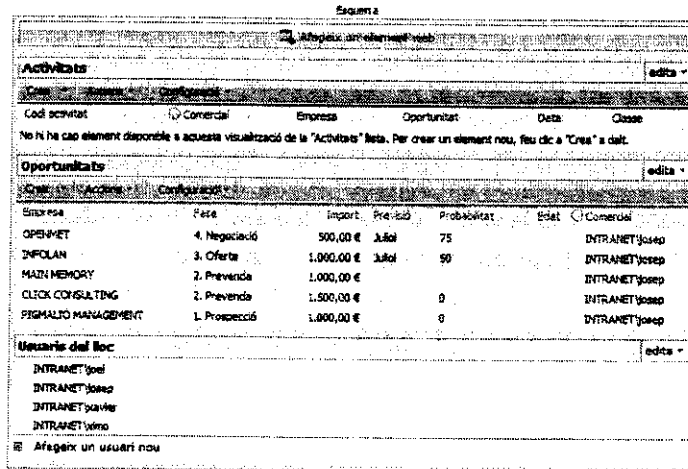 Esquema
Afegeix un element web
Activitats edita
Crea Accions Configuració
Codi activitat Comercial Empresa Oportunitat Data Classe
No hi ha cap element disponible a aquesta visualització de la "Activitats" llista. Per crear un element nou, feu clic a "Crea" a dalt.
Oportunitats edita
Crea Accions Configuració
Empresa Fase Import Previsió Probabilitat Edat Comercial
OPENMET 4. Negociació 500,00 € Juliol 75 INTRANET\josep
INFOLAN 3. Oferta 1.000,00 € Juliol 50 INTRANET\josep
MAIN MEMORY 2. Prevenda 1.000,00 € INTRANET\josep
CLICK CONSULTING 2. Prevenda 1.500,00 € 0 INTRANET\josep
PIGMALIO MANAGEMENT 1. Prospecció 1.000,00 € 0 INTRANET\josep
Usuaris del lloc edita
INTRANET\joel
INTRANET\josep
INTRANET\xavier
INTRANET\ximo
Afegeix un usuari nou